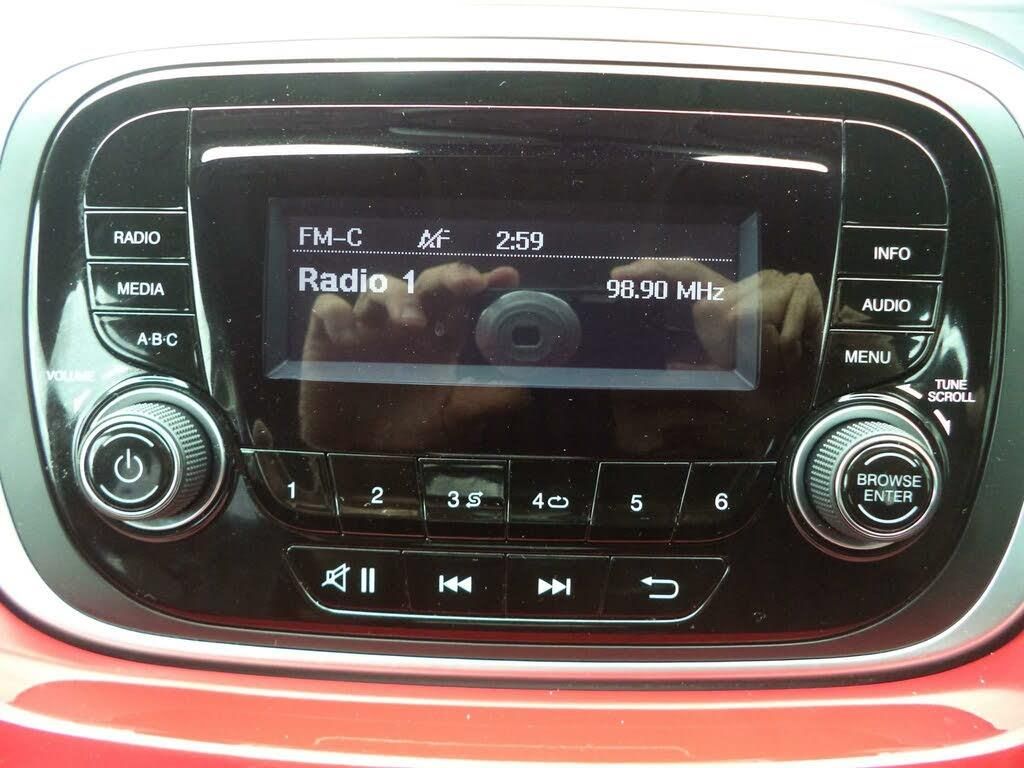 FM-C AF 2:59
Radio 1 98.90 MHz
RADIO
MEDIA
A·B·C
VOLUME
INFO
AUDIO
MENU
TUNE
SCROLL
BROWSE
ENTER
1 2 3 4 5 6